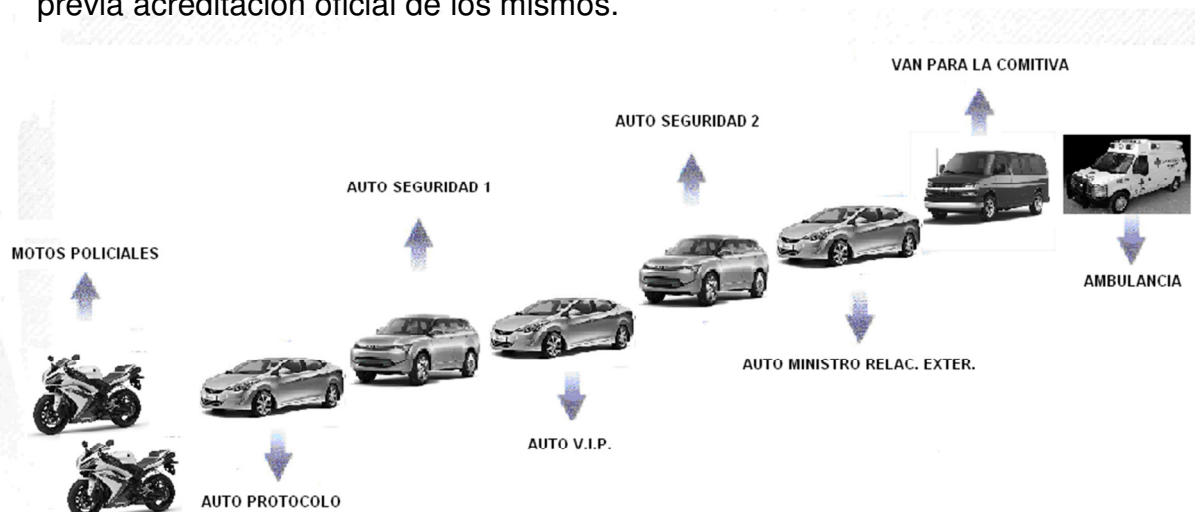 previa acreditación oficial de los mismos.
VAN PARA LA COMITIVA
AUTO SEGURIDAD 2
AUTO SEGURIDAD 1
MOTOS POLICIALES
AMBULANCIA
AUTO MINISTRO RELAC. EXTER.
AUTO V.I.P.
AUTO PROTOCOLO